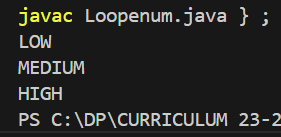 javac Loopenum.java } ;
LOW
MEDIUM
HIGH
PS C:\DP\CURRICULUM 23-2